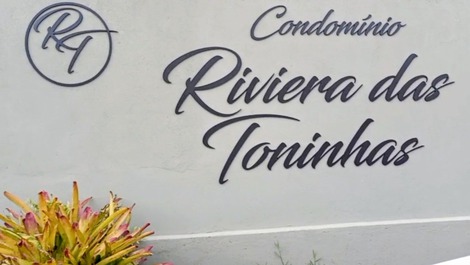 RT
Condomínio
Riviera das
Toninhas